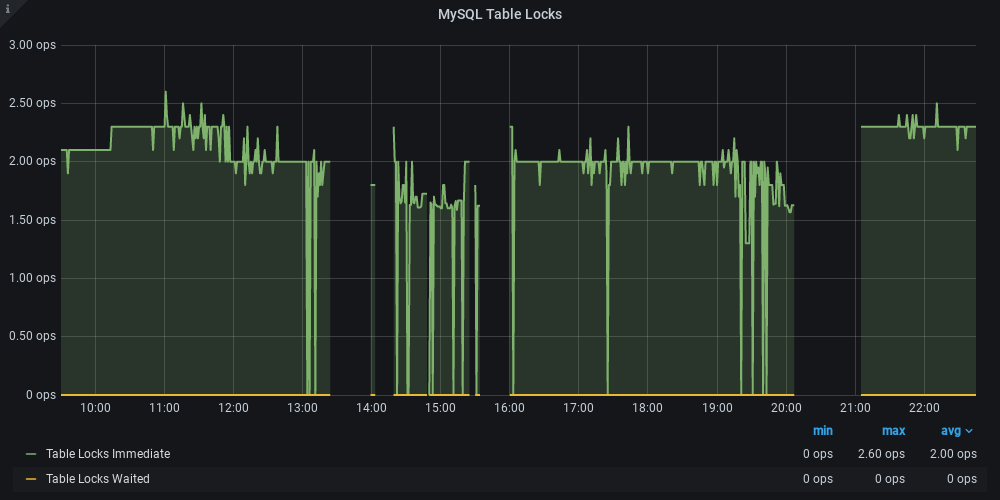 i
MySQL Table Locks
3.00 ops
2.50 ops
2.00 ops
1.50 ops
1.00 ops
0.50 ops
0 ops
10:00 11:00 12:00 13:00 14:00 15:00 16:00 17:00 18:00 19:00 20:00 21:00 22:00
min max avg
Table Locks Immediate 0 ops 2.60 ops 2.00 ops
Table Locks Waited 0 ops 0 ops 0 ops